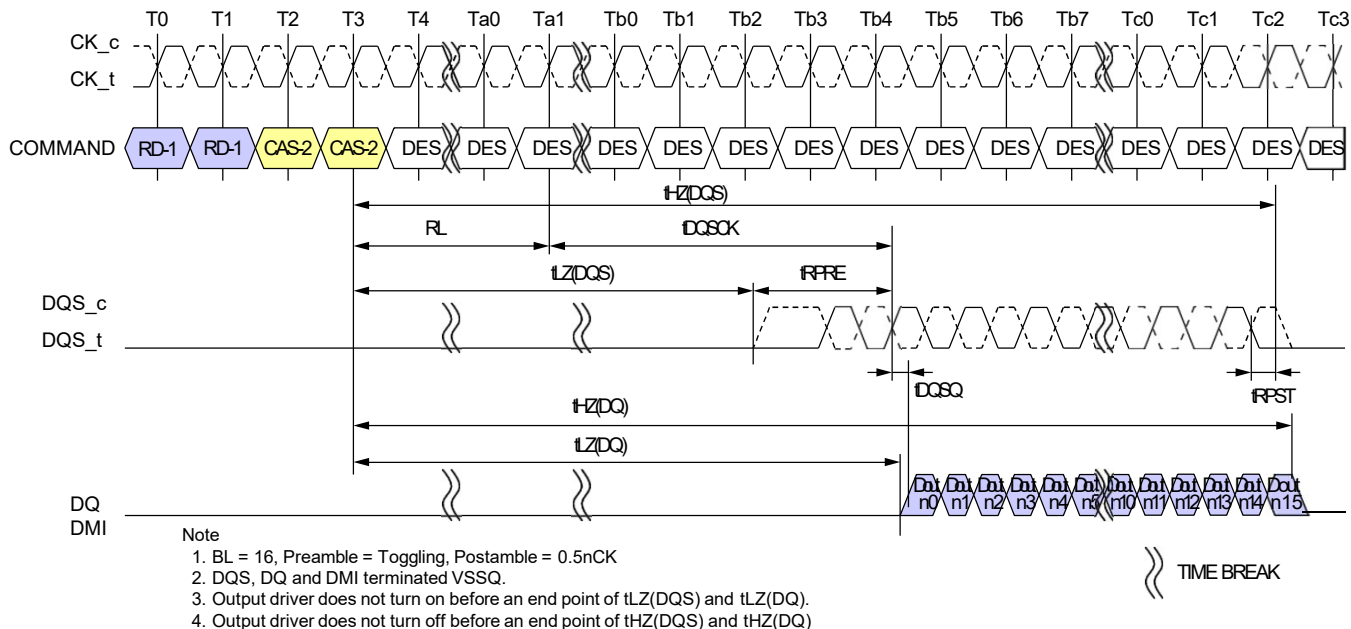 T0 T1 T2 T3 T4 Ta0 Ta1 Tb0 Tb1 Tb2 Tb3 Tb4 Tb5 Tb6 Tb7 Tc0 Tc1 Tc2 Tc3
CK_c
CK_t
COMMAND RD-1 RD-1 CAS-2 CAS-2 DES DES DES DES DES DES DES DES DES DES DES DES DES DES DES
tHZ(DQS)
RL tDQSCK
tLZ(DQS) tRPRE
DQS_c
DQS_t
tDQSQ tRPST
tHZ(DQ)
tLZ(DQ)
Dout Dout Dout Dout Dout Dout Dout Dout Dout Dout Dout Dout
n0 n1 n2 n3 n4 n5 n10 n11 n12 n13 n14 n15
DQ
DMI
Note
1. BL = 16, Preamble = Toggling, Postamble = 0.5nCK
2. DQS, DQ and DMI terminated VSSQ.
3. Output driver does not turn on before an end point of tLZ(DQS) and tLZ(DQ).
4. Output driver does not turn off before an end point of tHZ(DQS) and tHZ(DQ)
TIME BREAK